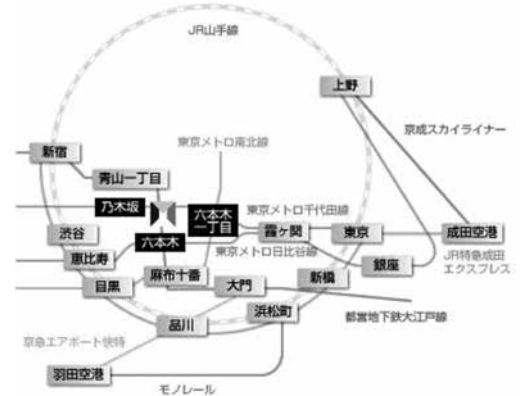 JR山手線
上野
京成スカイライナー
東京メトロ南北線
新宿
青山一丁目
乃木坂
六本木
一丁目
東京メトロ千代田線
渋谷
六本木
霞ヶ関
東京
成田空港
恵比寿
東京メトロ日比谷線
銀座
JR特急成田
エクスプレス
目黒
麻布十番
大門
新橋
品川
浜松町
都営地下鉄大江戸線
京急エアポート快特
羽田空港
モノレール